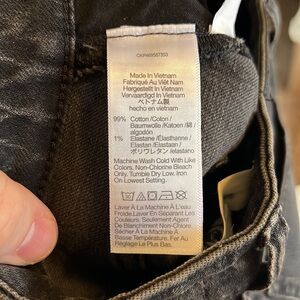 Made in Vietnam
Fabriqué Au Việt Nam
Hergestellt In Vietnam
Vervaardigd In Vietnam
ベトナム製
hecho en vietnam
99% Cotton /Coton /
Baumwolle /Katoen /綿 /
algodón
1% Elastane /Élasthanne /
Elastan /Elastaan /
ポリウレタン /elastano
Machine Wash Cold With Like
Colors. Non-Chlorine Bleach
Only. Tumble Dry Low. Iron
On Lowest Setting.
Laver À La Machine À L'eau
Froide. Laver En Séparant Les
Couleurs. Seulement Agent
De Blanchiment Non-Chlore.
Sécher À La Machine À
Basse Température. Fer Au
Réglage Le Plus Bas.